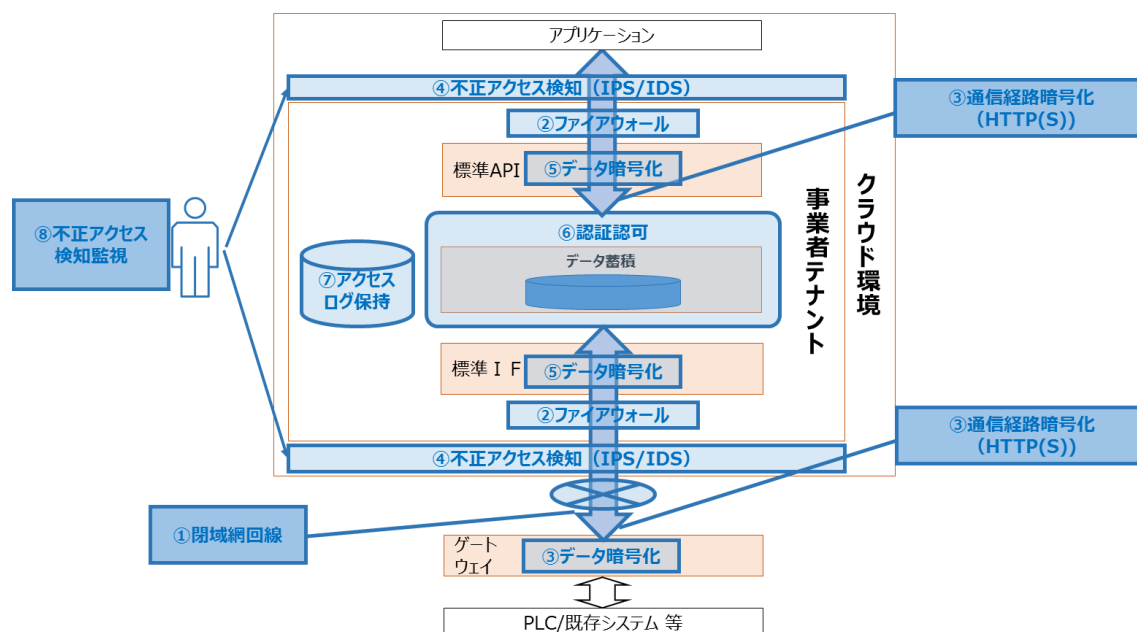 アプリケーション
④不正アクセス検知（IPS/IDS）
②ファイアウォール
③通信経路暗号化
（HTTP(S)）
標準API
⑤データ暗号化
クラウド環境
事業者テナント
⑧不正アクセス
検知監視
⑥認証認可
データ蓄積
⑦アクセス
ログ保持
標準ＩＦ
⑤データ暗号化
②ファイアウォール
③通信経路暗号化
（HTTP(S)）
④不正アクセス検知（IPS/IDS）
①閉域網回線
ゲート
ウェイ
③データ暗号化
PLC/既存システム 等